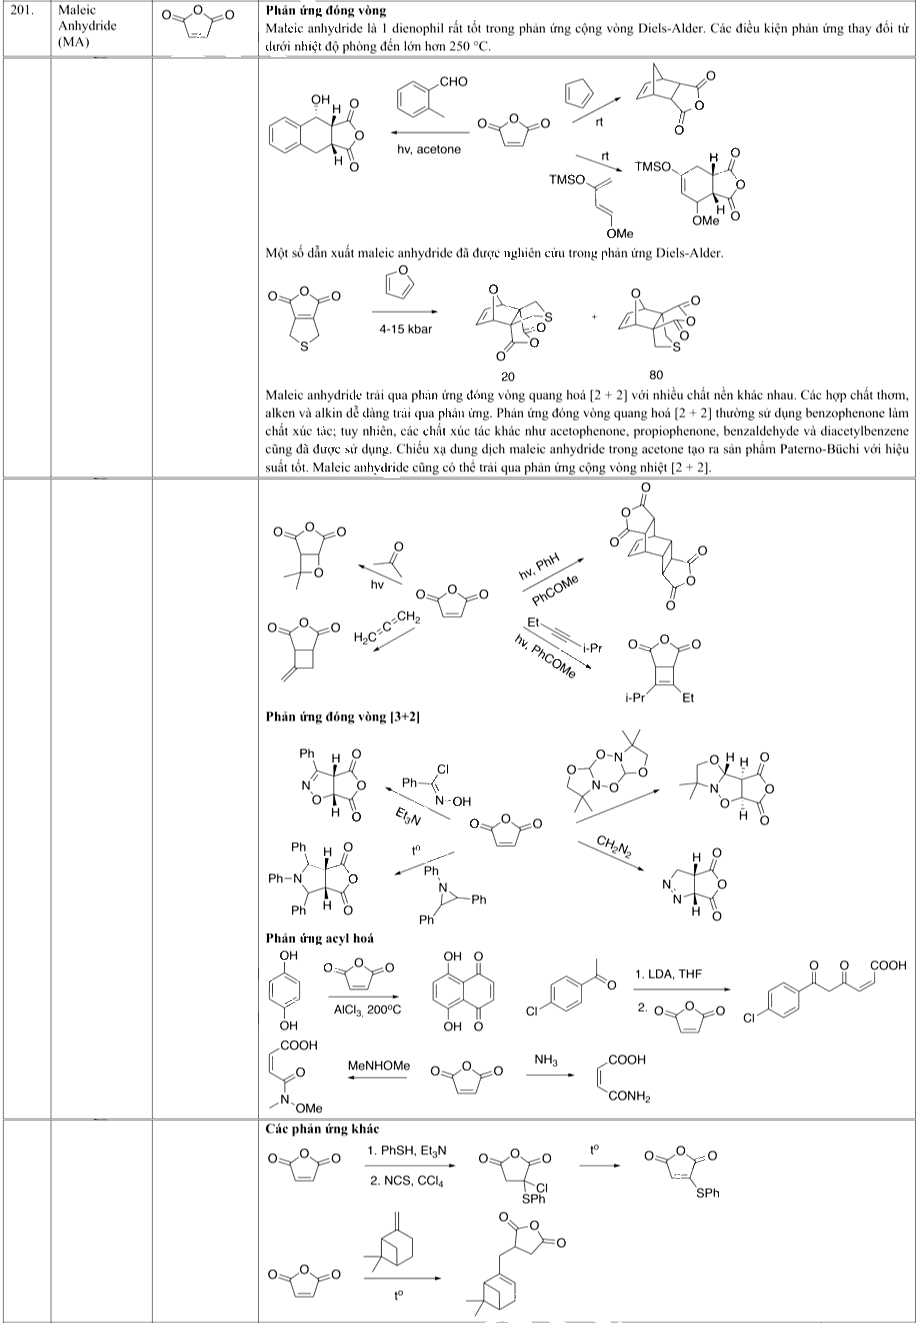 201.
Maleic
Anhydride
(MA)
O O O
Phản ứng đóng vòng
Maleic anhydride là 1 dienophil rất tốt trong phản ứng cộng vòng Diels-Alder. Các điều kiện phản ứng thay đổi từ
dưới nhiệt độ phòng đến lớn hơn 250 °C.
OH H O O O H
CHO
hv, acetone
O O O
rt
O O O
rt
TMSO
OMe
TMSO H O O O H OMe
Một số dẫn xuất maleic anhydride đã được nghiên cứu trong phản ứng Diels-Alder.
O O O S
O
4-15 kbar
O S O O O
20
+
O O O O S
80
Maleic anhydride trải qua phản ứng đóng vòng quang hoá [2 + 2] với nhiều chất nền khác nhau. Các hợp chất thơm,
alken và alkin dễ dàng trải qua phản ứng. Phản ứng đóng vòng quang hoá [2 + 2] thường sử dụng benzophenone làm
chất xúc tác; tuy nhiên, các chất xúc tác khác như acetophenone, propiophenone, benzaldehyde và diacetylbenzene
cũng đã được sử dụng. Chiếu xạ dung dịch maleic anhydride trong acetone tạo ra sản phẩm Paterno-Büchi với hiệu
suất tốt. Maleic anhydride cũng có thể trải qua phản ứng cộng vòng nhiệt [2 + 2].
O O O O
O
hv
O O O
hv, PhH
PhCOMe
O O O O O O
O O O
H2C=C=CH2
Et
i-Pr
hv, PhCOMe
O O O
i-Pr Et
Phản ứng đóng vòng [3+2]
Ph H O O O N O H
Cl
Ph
N-OH
Et3N
O O O
O O-N N-O O
O H H O O O N O H
Ph H O Ph-N O Ph H O
to
Ph
N
Ph
Ph
CH2N2
H O O O N N H
Phản ứng acyl hoá
OH
OH
O O O
AlCl3, 200oC
OH O
OH O
Cl
O
1. LDA, THF
2. O O O
O O COOH
Cl
COOH
O
N
OMe
MeNHOMe
O O O
NH3
COOH
CONH2
Các phản ứng khác
O O O
1. PhSH, Et3N
2. NCS, CCl4
O O O
Cl
SPh
to
O O O
SPh
O O O
to
O O O